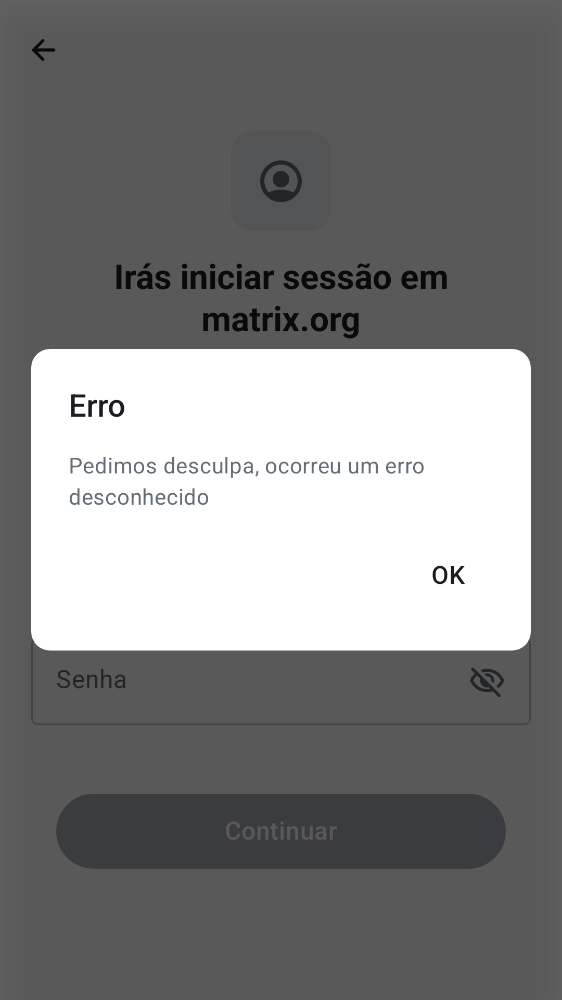 Irás iniciar sessão em
matrix.org
Erro
Pedimos desculpa, ocorreu um erro
desconhecido
OK
Senha
Continuar